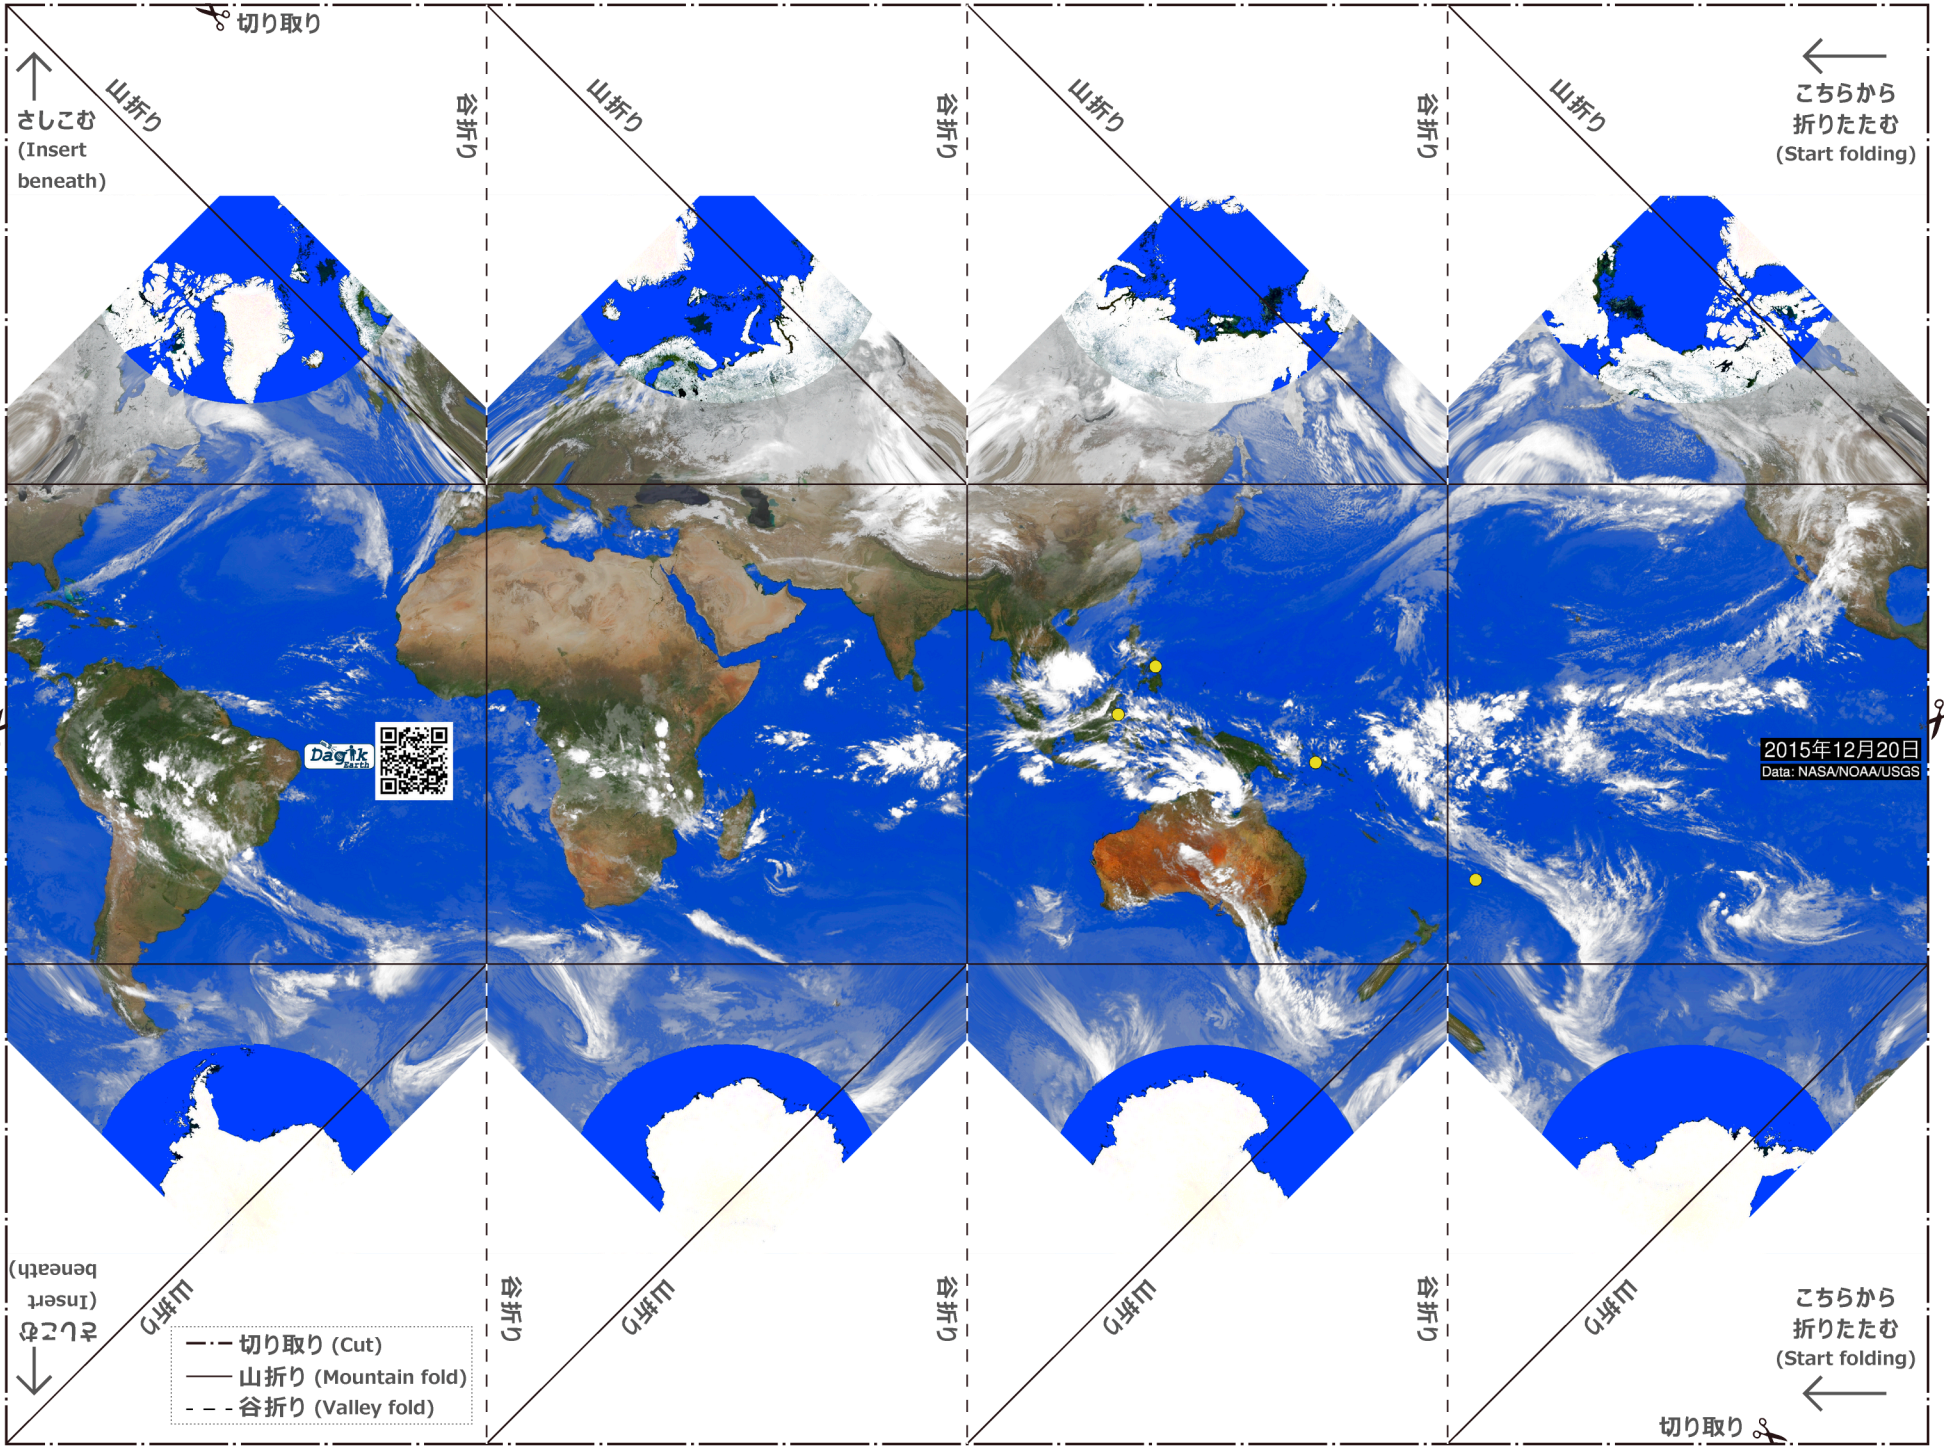 切り取り
山折り
谷折り
山折り
谷折り
山折り
谷折り
山折り
さしこむ
(Insert
beneath)
こちらから
折りたたむ
(Start folding)
Dagik
Earth
2015年12月20日
Data: NASA/NOAA/USGS
さしこむ
(Insert
beneath)
山折り
谷折り
山折り
谷折り
山折り
谷折り
山折り
こちらから
折りたたむ
(Start folding)
切り取り (Cut)
山折り (Mountain fold)
谷折り (Valley fold)
切り取り